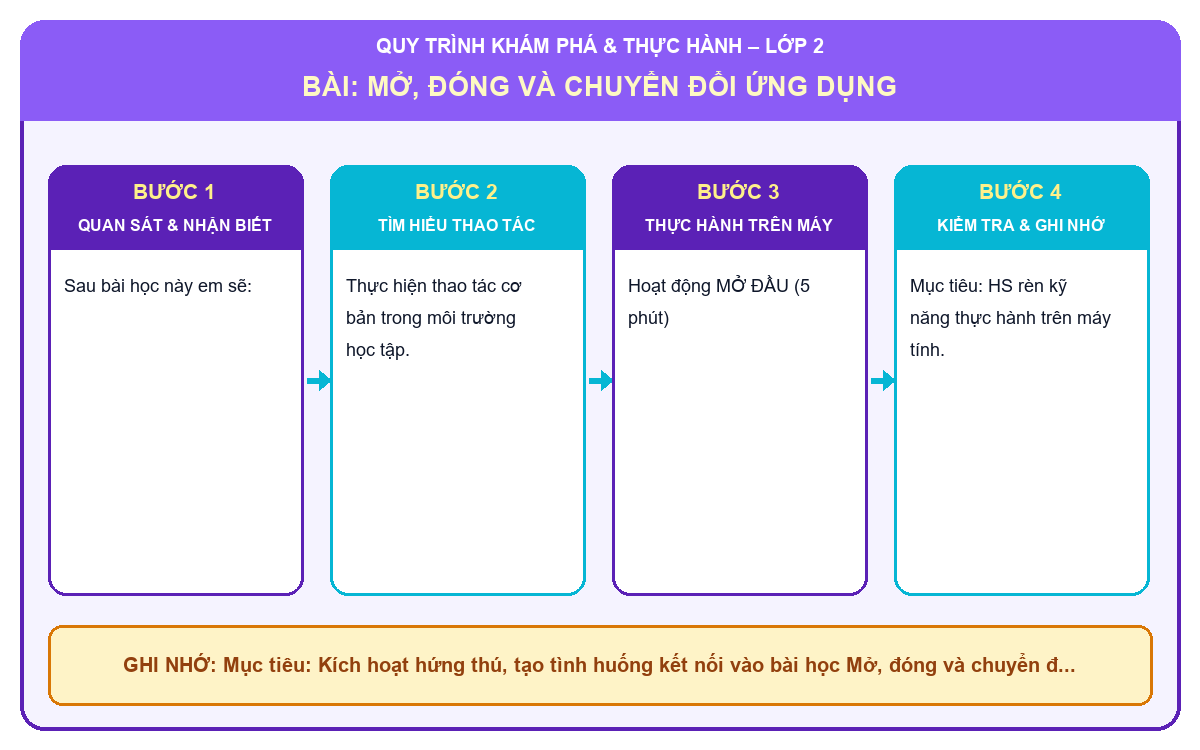 QUY TRÌNH KHÁM PHÁ & THỰC HÀNH – LỚP 2
BÀI: MỞ, ĐÓNG VÀ CHUYỂN ĐỔI ỨNG DỤNG
BƯỚC 1
QUAN SÁT & NHẬN BIẾT
Sau bài học này em sẽ:
BƯỚC 2
TÌM HIỂU THAO TÁC
Thực hiện thao tác cơ
bản trong môi trường
học tập.
BƯỚC 3
THỰC HÀNH TRÊN MÁY
Hoạt động MỞ ĐẦU (5
phút)
BƯỚC 4
KIỂM TRA & GHI NHỚ
Mục tiêu: HS rèn kỹ
năng thực hành trên máy
tính.
GHI NHỚ: Mục tiêu: Kích hoạt hứng thú, tạo tình huống kết nối vào bài học Mở, đóng và chuyển đ...